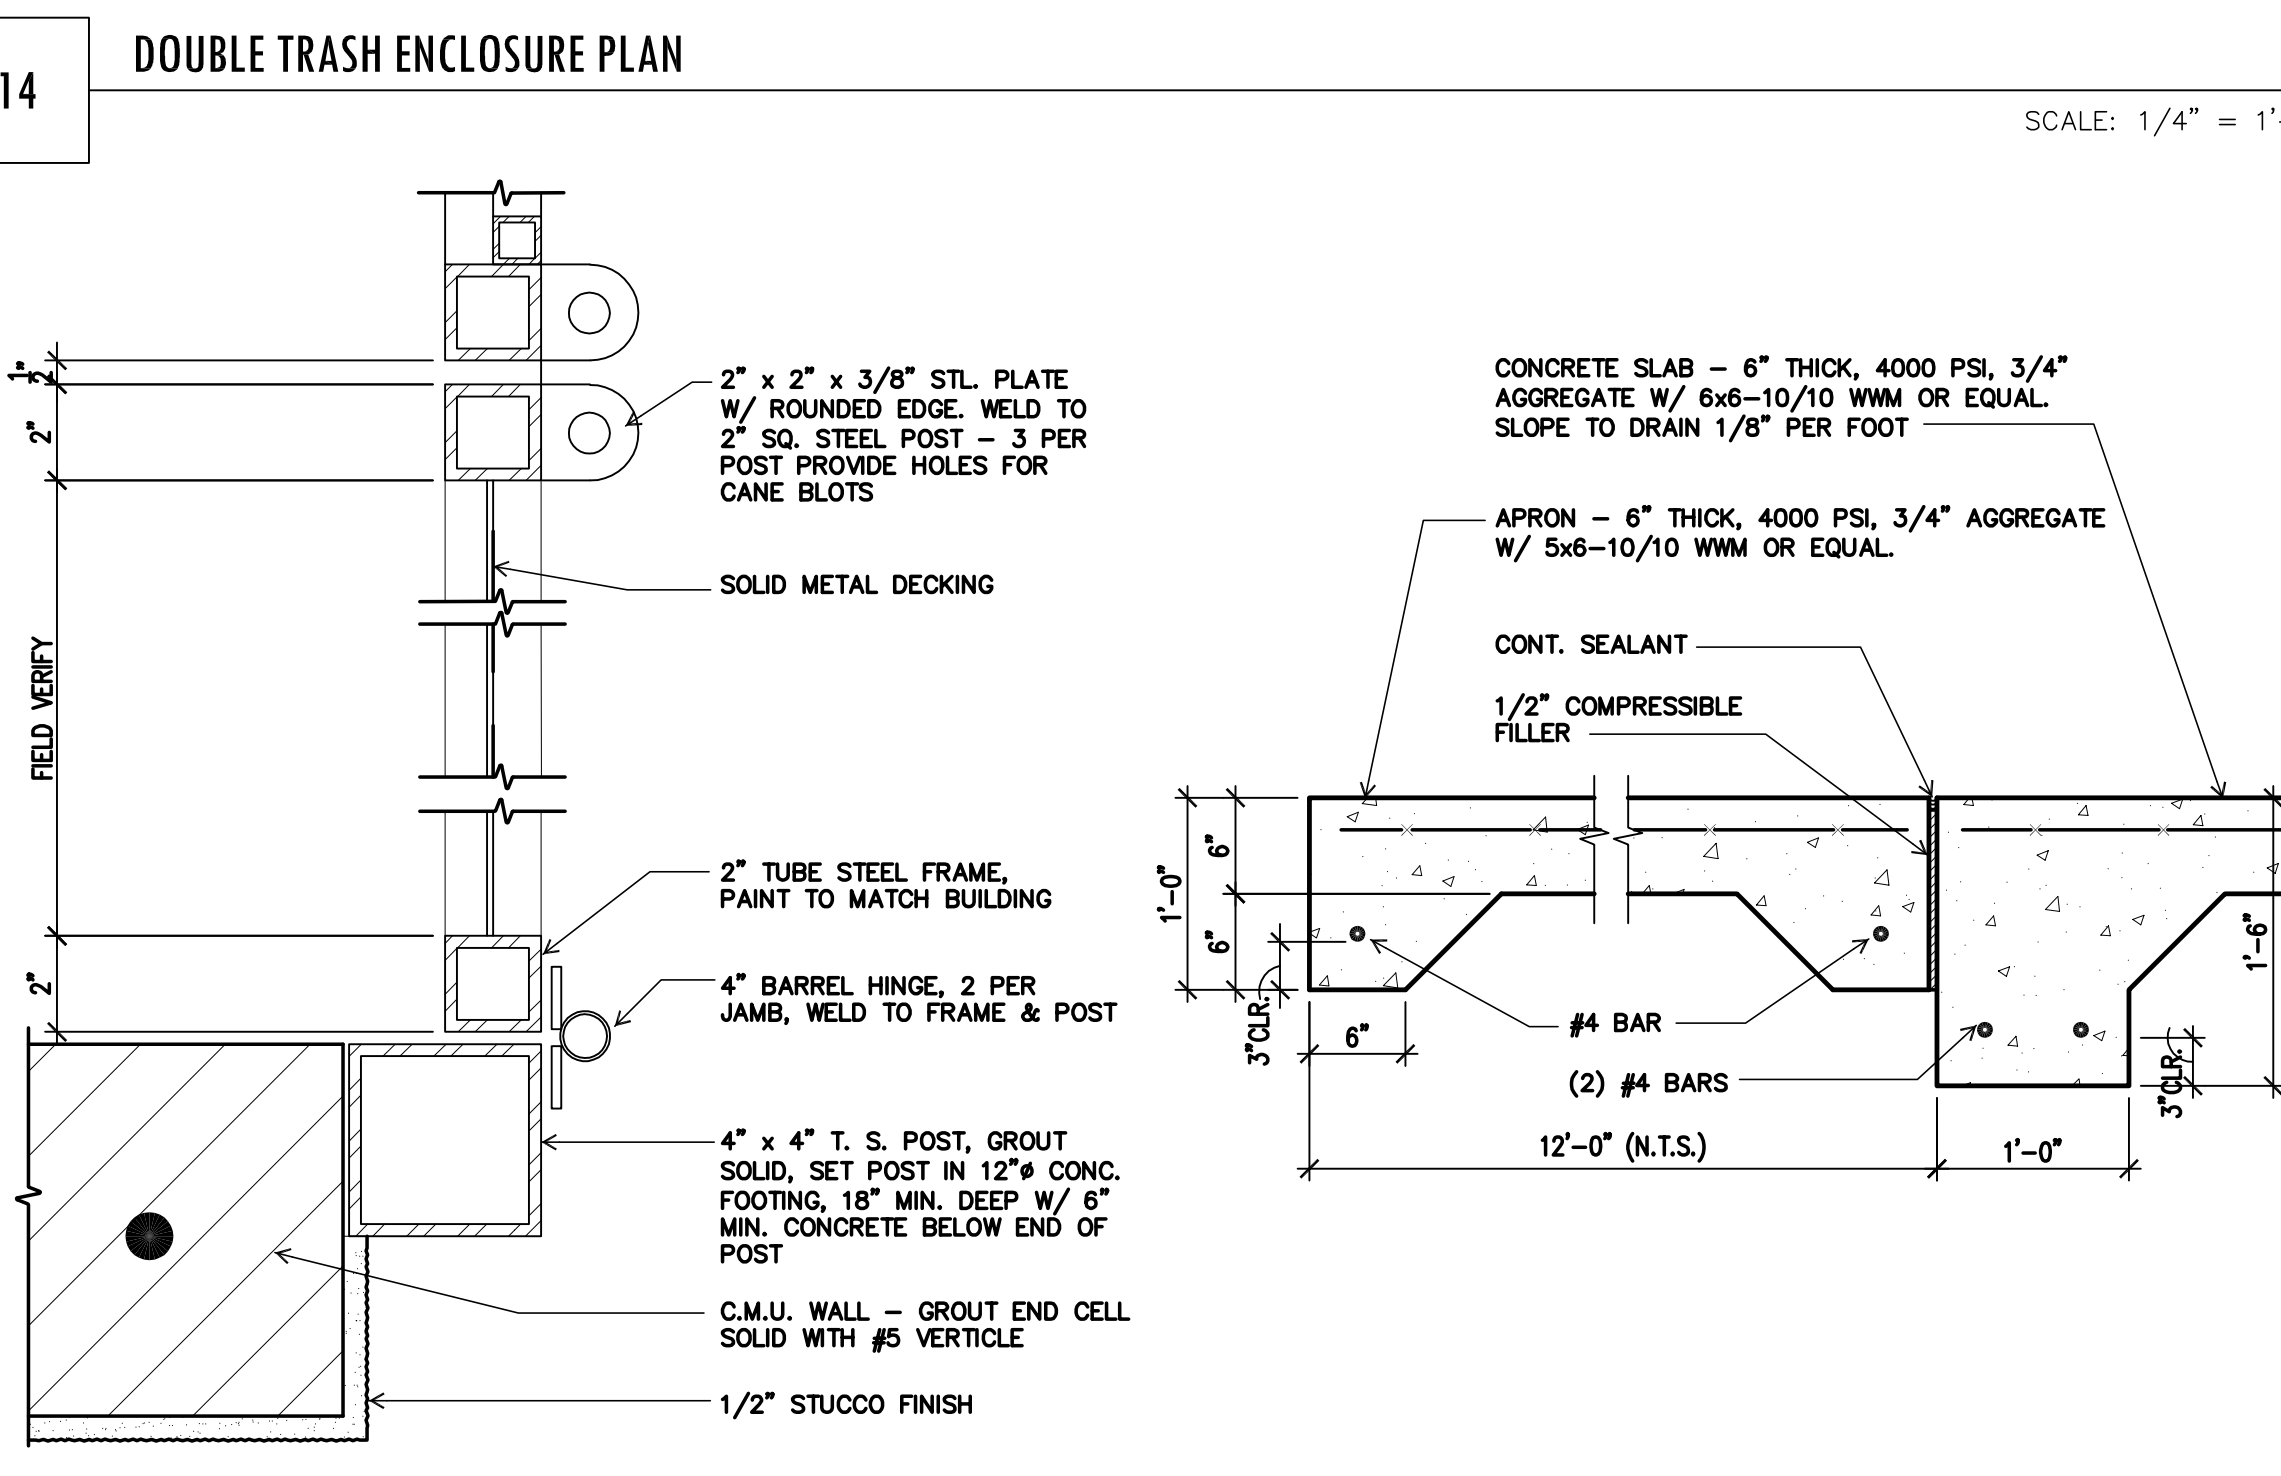 14
DOUBLE TRASH ENCLOSURE PLAN
SCALE: 1/4" = 1'-
1"
2
2"
FIELD VERIFY
2"
2" x 2" x 3/8" STL. PLATE
W/ ROUNDED EDGE. WELD TO
2" SQ. STEEL POST – 3 PER
POST PROVIDE HOLES FOR
CANE BLOTS
SOLID METAL DECKING
2" TUBE STEEL FRAME,
PAINT TO MATCH BUILDING
4" BARREL HINGE, 2 PER
JAMB, WELD TO FRAME & POST
4" x 4" T. S. POST, GROUT
SOLID, SET POST IN 12"ø CONC.
FOOTING, 18" MIN. DEEP W/ 6"
MIN. CONCRETE BELOW END OF
POST
C.M.U. WALL – GROUT END CELL
SOLID WITH #5 VERTICLE
1/2" STUCCO FINISH
CONCRETE SLAB – 6" THICK, 4000 PSI, 3/4"
AGGREGATE W/ 6x6–10/10 WWM OR EQUAL.
SLOPE TO DRAIN 1/8" PER FOOT
APRON – 6" THICK, 4000 PSI, 3/4" AGGREGATE
W/ 5x6–10/10 WWM OR EQUAL.
CONT. SEALANT
1/2" COMPRESSIBLE
FILLER
1'-0"
6"
6"
3"CLR.
6"
#4 BAR
(2) #4 BARS
12'-0" (N.T.S.)
1'-0"
3"CLR.
1'-6"